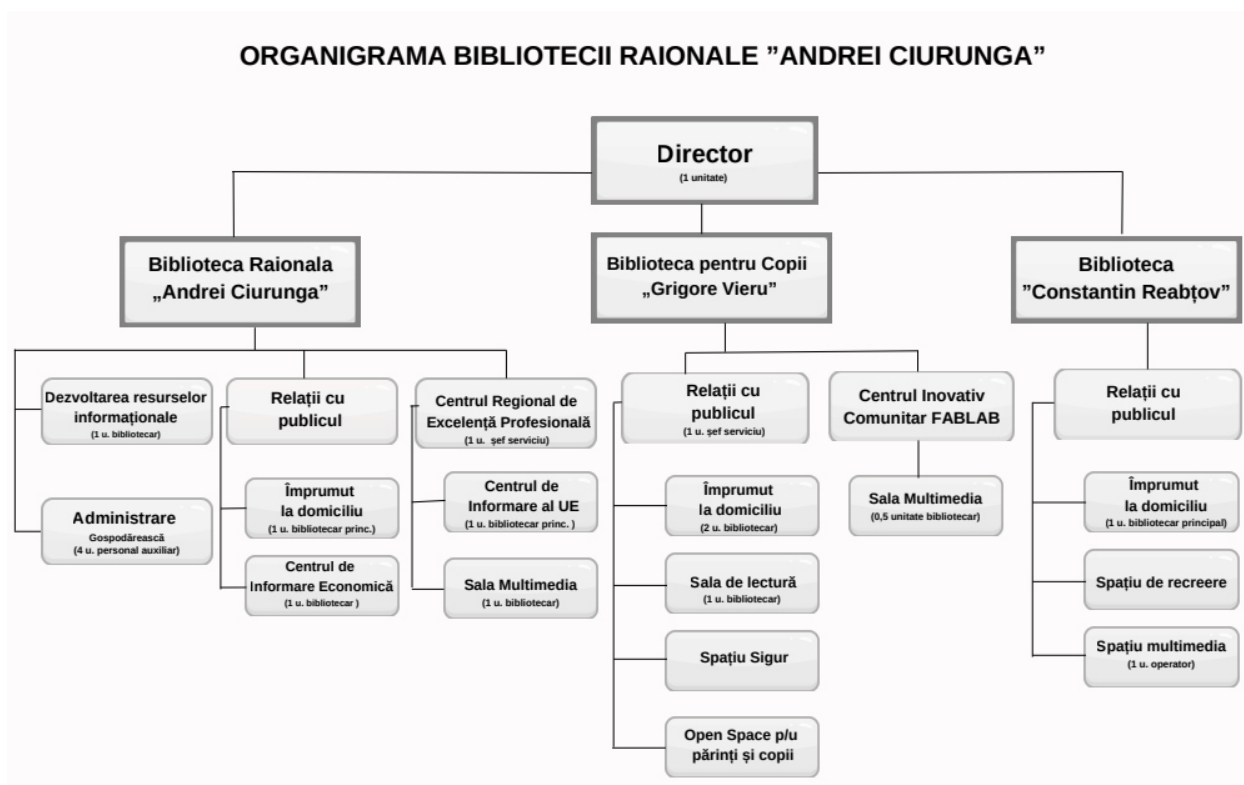 ORGANIGRAMA BIBLIOTECII RAIONALE ”ANDREI CIURUNGA”
Director
(1 unitate)
Biblioteca Raionala
„Andrei Ciurunga”
Biblioteca pentru Copii
„Grigore Vieru”
Biblioteca
”Constantin Reabțov”
Dezvoltarea resurselor
informaționale
(1 u. bibliotecar)
Administrare
Gospodărească
(4 u. personal auxiliar)
Relații cu
publicul
Împrumut
la domiciliu
(1 u. bibliotecar princ.)
Centrul de
Informare Economică
(1 u. bibliotecar )
Centrul Regional de
Excelență Profesională
(1 u. șef serviciu)
Centrul de
Informare al UE
(1 u. bibliotecar princ. )
Sala Multimedia
(1 u. bibliotecar)
Relații cu
publicul
(1 u. șef serviciu)
Împrumut
la domiciliu
(2 u. bibliotecar)
Sala de lectură
(1 u. bibliotecar)
Spațiu Sigur
Open Space p/u
părinți și copii
Centrul Inovativ
Comunitar FABLAB
Sala Multimedia
(0,5 unitate bibliotecar)
Relații cu
publicul
Împrumut
la domiciliu
(1 u. bibliotecar principal)
Spațiu de recreere
Spațiu multimedia
(1 u. operator)